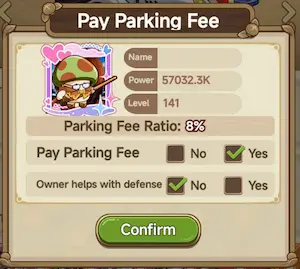 Pay Parking Fee
Name
Power 57032.3K
Level 141
Parking Fee Ratio: 8%
Pay Parking Fee No Yes
Owner helps with defense No Yes
Confirm